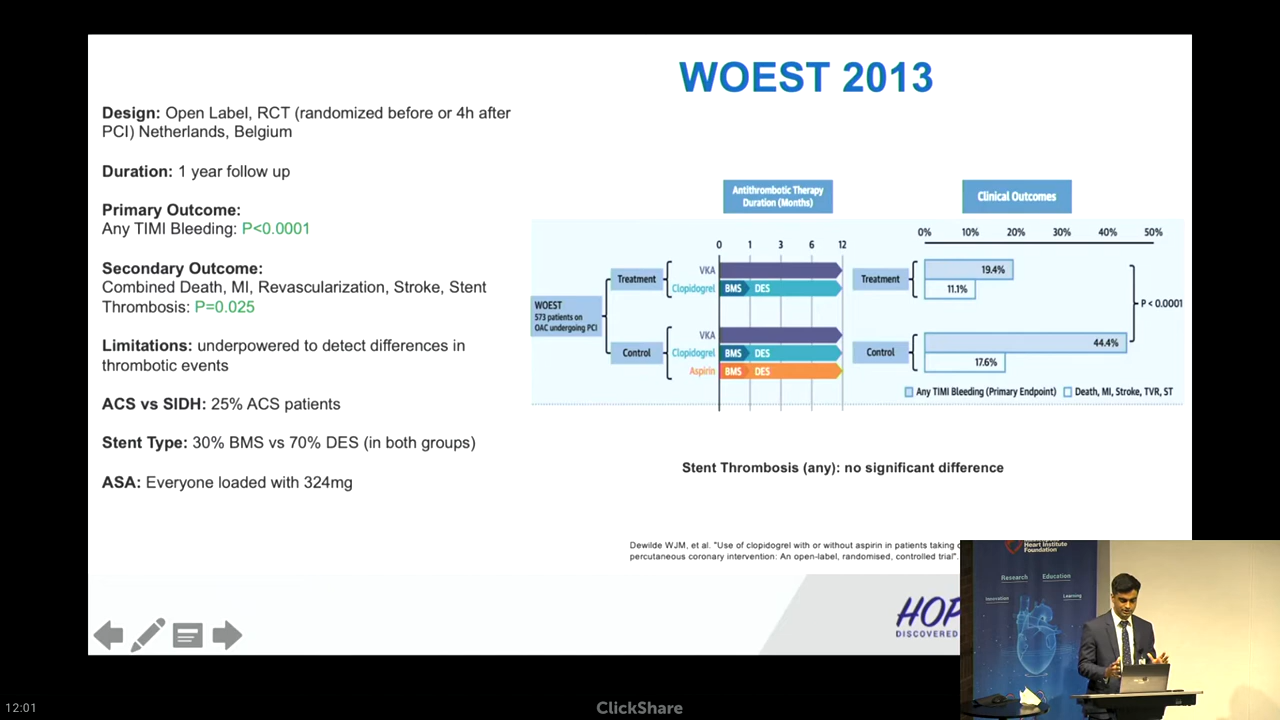 WOEST 2013
Design: Open Label, RCT (randomized before or 4h after
PCI) Netherlands, Belgium
Duration: 1 year follow up
Primary Outcome:
Any TIMI Bleeding: P<0.0001
Secondary Outcome:
Combined Death, MI, Revascularization, Stroke, Stent
Thrombosis: P=0.025
Limitations: underpowered to detect differences in
thrombotic events
ACS vs SIDH: 25% ACS patients
Stent Type: 30% BMS vs 70% DES (in both groups)
ASA: Everyone loaded with 324mg
Antithrombotic Therapy
Duration (Months)
Clinical Outcomes
0 1 3 6 12
0% 10% 20% 30% 40% 50%
WOEST
573 patients on
OAC undergoing PCI
Treatment
VKA
Clopidogrel BMS DES
Control
VKA
Clopidogrel BMS DES
Aspirin BMS DES
Treatment
19.4%
11.1%
Control
44.4%
17.6%
P < 0.0001
Any TIMI Bleeding (Primary Endpoint) Death, MI, Stroke, TVR, ST
Stent Thrombosis (any): no significant difference
Dewilde WJM, et al. "Use of clopidogrel with or without aspirin in patients taking
percutaneous coronary intervention: An open-label, randomised, controlled trial".
HOP
DISCOVERED
Heart Institute
Foundation
Research Education
Innovation Learning
12:01
ClickShare